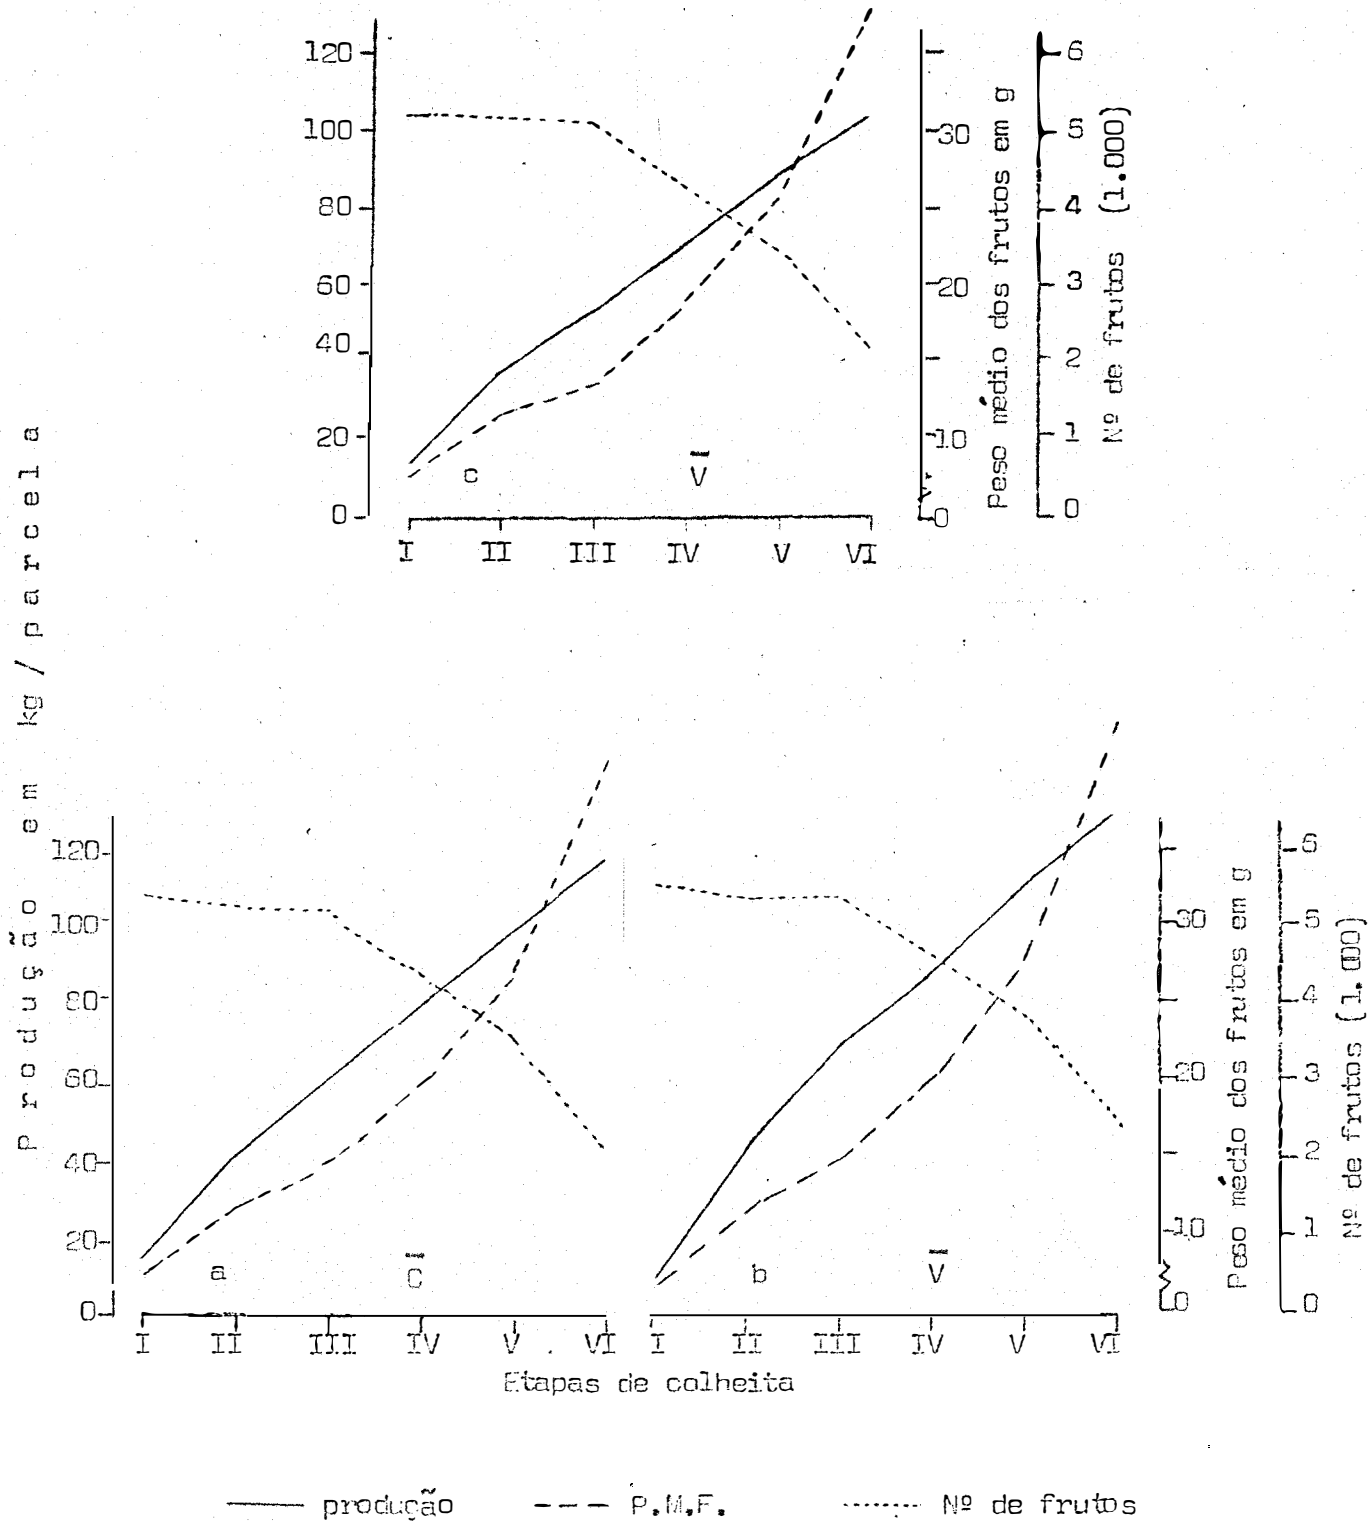 120
100
80
60
40
20
0
c
V̅
I II III IV V VI
30
20
10
0
Peso médio dos frutos em g
6
5
4
3
2
1
0
Nº de frutos (1.000)
Produção em kg/parcela
120
100
80
60
40
20
0
a
C̅
I II III IV V VI
b
V̅
I II III IV V VI
30
20
10
0
Peso médio dos frutos em g
6
5
4
3
2
1
0
Nº de frutos (1.000)
Etapas de colheita
produção P.M.F. Nº de frutos